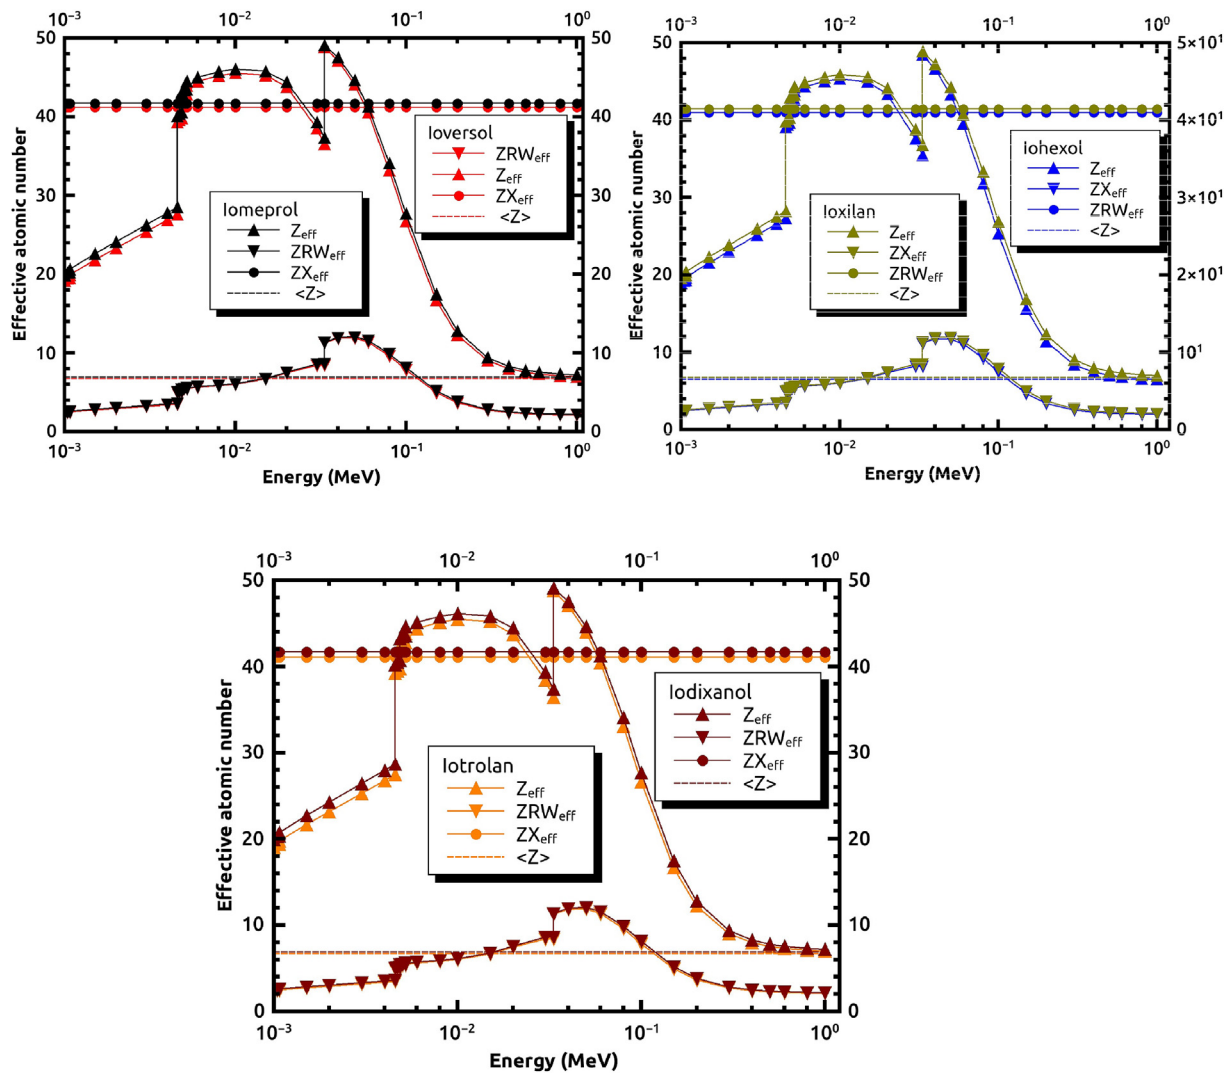 10⁻³ 10⁻² 10⁻¹ 10⁰
50 50
40 40
30 30
20 20
10 10
0 0
10⁻³ 10⁻² 10⁻¹ 10⁰
Effective atomic number
Energy (MeV)
Ioversol
ZRWeff
Zeff
ZXeff
<Z>
Iomeprol
Zeff
ZRWeff
ZXeff
<Z>
10⁻³ 10⁻² 10⁻¹ 10⁰
50 5×10¹
40 4×10¹
30 3×10¹
20 2×10¹
10 10¹
0 0
10⁻³ 10⁻² 10⁻¹ 10⁰
Effective atomic number
Energy (MeV)
Iohexol
Zeff
ZXeff
ZRWeff
<Z>
Ioxilan
Zeff
ZXeff
ZRWeff
<Z>
10⁻³ 10⁻² 10⁻¹ 10⁰
50 50
40 40
30 30
20 20
10 10
0 0
10⁻³ 10⁻² 10⁻¹ 10⁰
Effective atomic number
Energy (MeV)
Iodixanol
Zeff
ZRWeff
ZXeff
<Z>
Iotrolan
Zeff
ZRWeff
ZXeff
<Z>